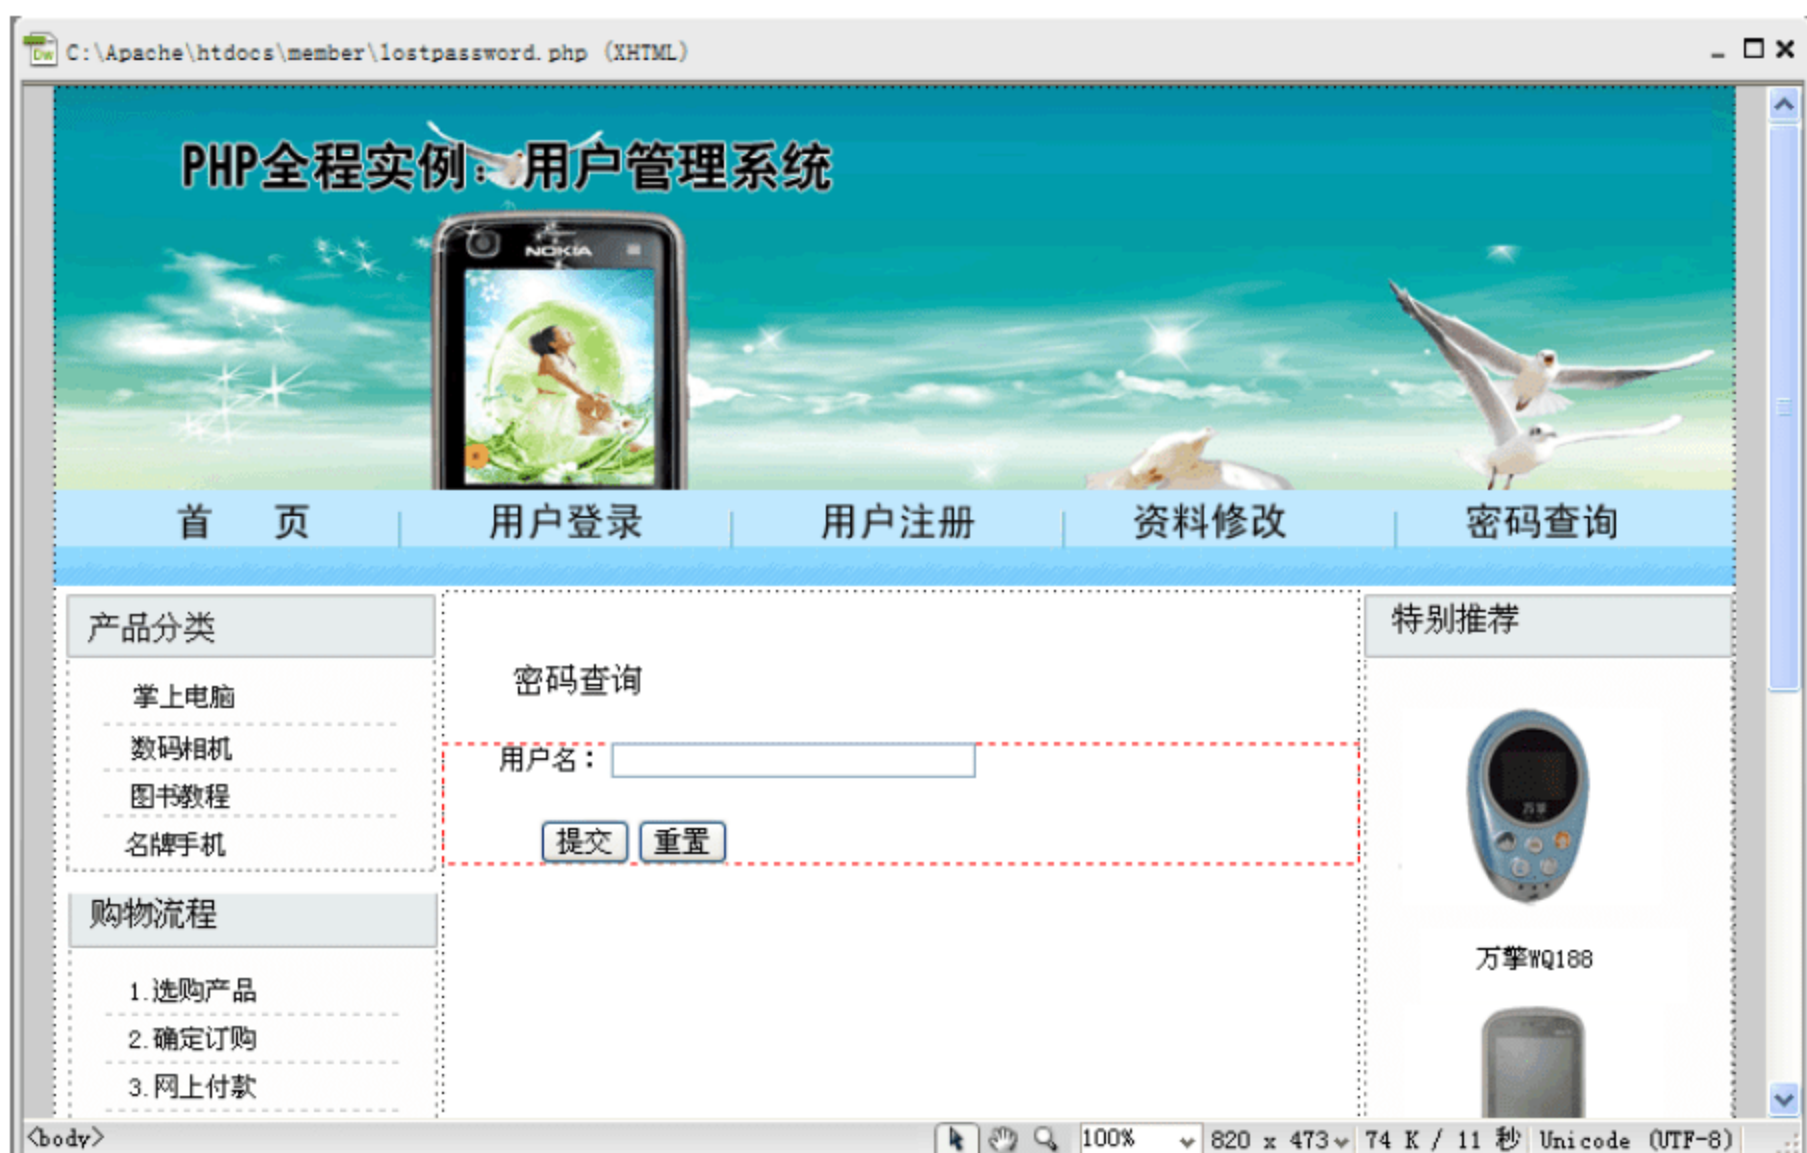 C:\Apache\htdocs\member\lostpassword.php (XHTML)
PHP全程实例：用户管理系统
NOKIA
首 页 用户登录 用户注册 资料修改 密码查询
产品分类
掌上电脑
数码相机
图书教程
名牌手机
购物流程
1.选购产品
2.确定订购
3.网上付款
密码查询
用户名：
提交 重置
特别推荐
万擎
万擎WQ188
<body> 100% 820 x 473 74 K / 11 秒 Unicode (UTF-8)